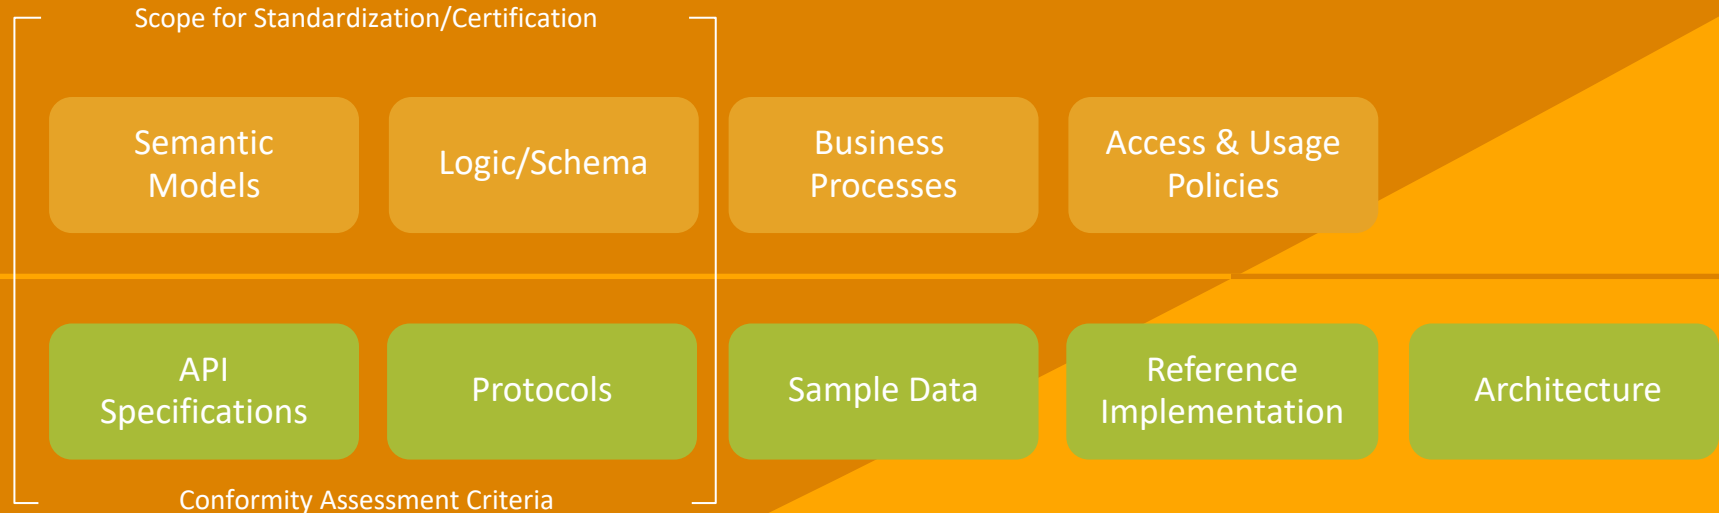 Scope for Standardization/Certification
Semantic
Models
Logic/Schema
Business
Processes
Access & Usage
Policies
API
Specifications
Protocols
Sample Data
Reference
Implementation
Architecture
Conformity Assessment Criteria